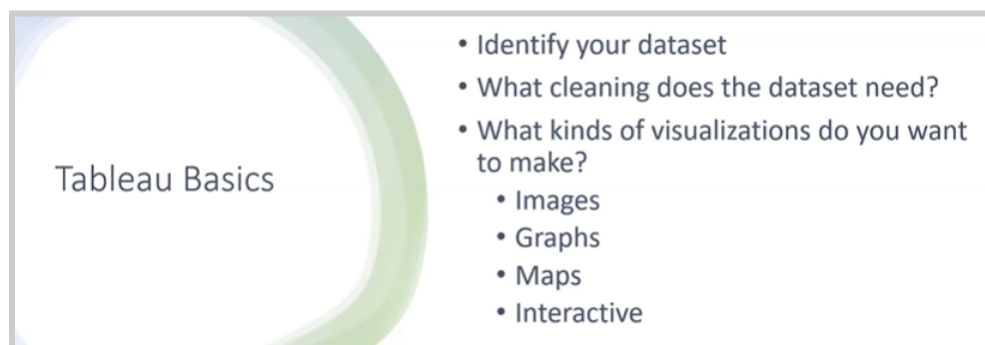 Tableau Basics
• Identify your dataset
• What cleaning does the dataset need?
• What kinds of visualizations do you want
to make?
• Images
• Graphs
• Maps
• Interactive